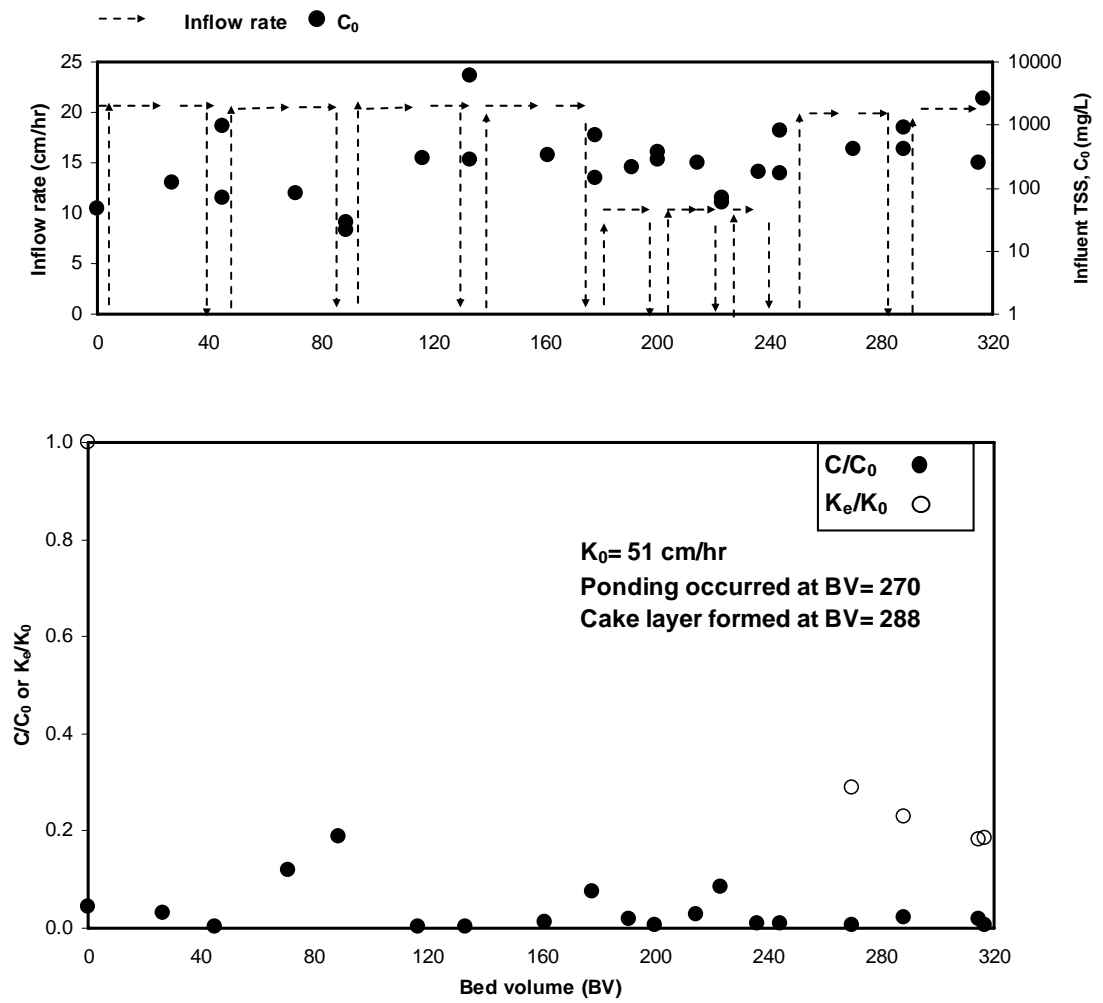 Inflow rate C₀
25
20
15
10
5
0
Inflow rate (cm/hr)
10000
1000
100
10
1
Influent TSS, C₀ (mg/L)
0 40 80 120 160 200 240 280 320
1.0
0.8
0.6
0.4
0.2
0.0
C/C₀ or Kₑ/K₀
C/C₀
Kₑ/K₀
K₀= 51 cm/hr
Ponding occurred at BV= 270
Cake layer formed at BV= 288
0 40 80 120 160 200 240 280 320
Bed volume (BV)